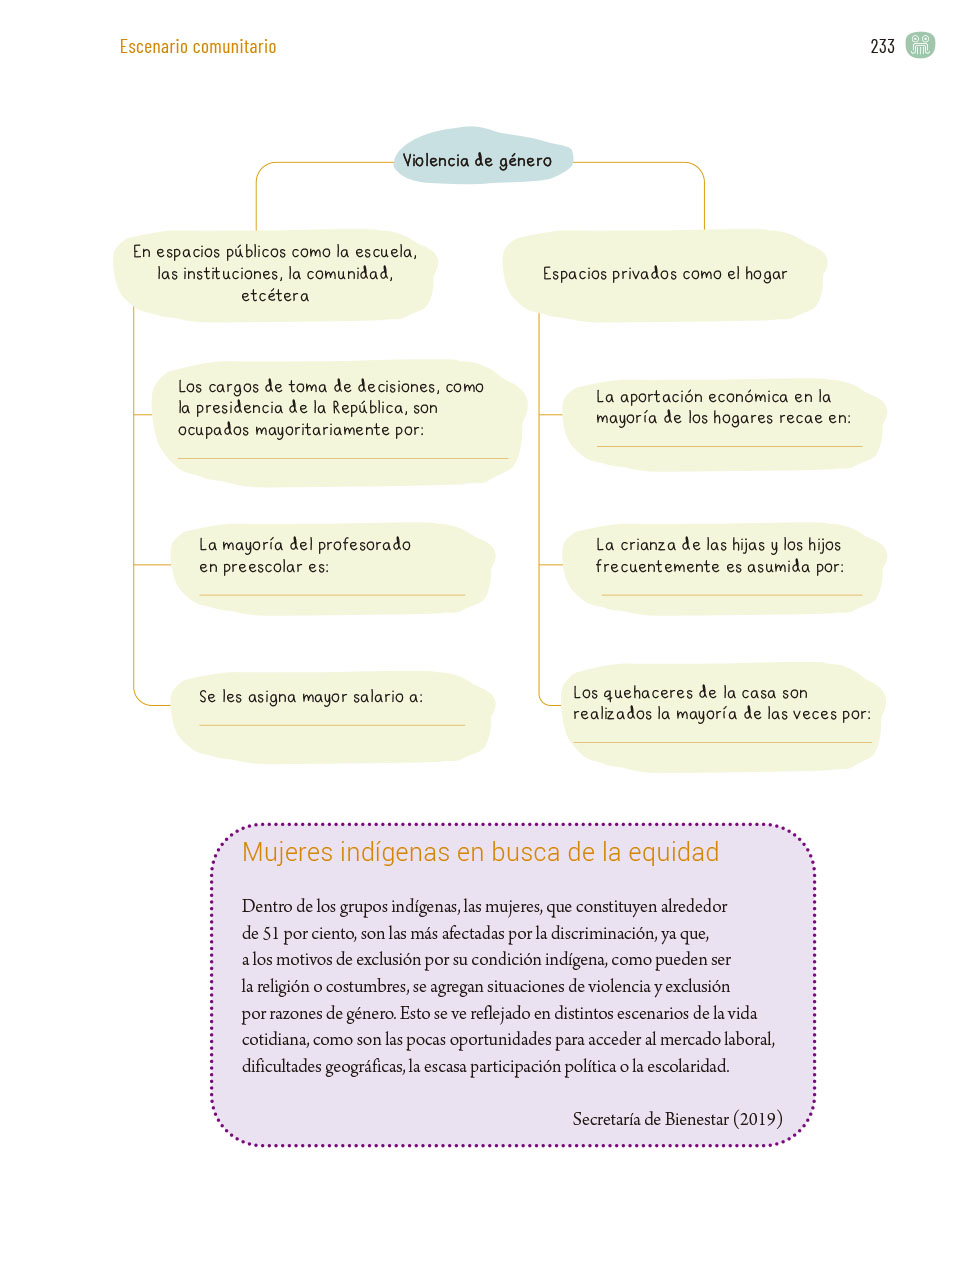 Escenario comunitario
233
Violencia de género
En espacios públicos como la escuela,
las instituciones, la comunidad,
etcétera
Los cargos de toma de decisiones, como
la presidencia de la República, son
ocupados mayoritariamente por:
La mayoría del profesorado
en preescolar es:
Se les asigna mayor salario a:
Espacios privados como el hogar
La aportación económica en la
mayoría de los hogares recae en:
La crianza de las hijas y los hijos
frecuentemente es asumida por:
Los quehaceres de la casa son
realizados la mayoría de las veces por:
Mujeres indígenas en busca de la equidad
Dentro de los grupos indígenas, las mujeres, que constituyen alrededor
de 51 por ciento, son las más afectadas por la discriminación, ya que,
a los motivos de exclusión por su condición indígena, como pueden ser
la religión o costumbres, se agregan situaciones de violencia y exclusión
por razones de género. Esto se ve reflejado en distintos escenarios de la vida
cotidiana, como son las pocas oportunidades para acceder al mercado laboral,
dificultades geográficas, la escasa participación política o la escolaridad.
Secretaría de Bienestar (2019)